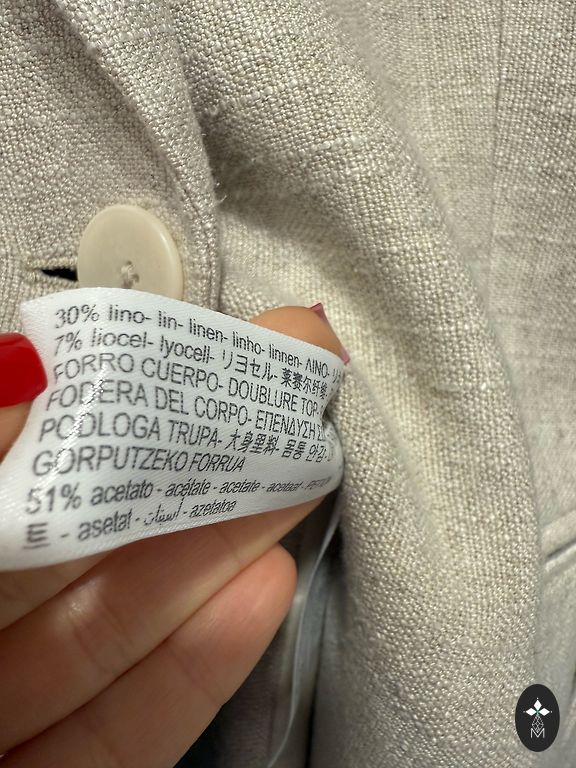 30% lino- lin- linen- linho- linnen- ΛΙΝΟ-
7% liocel- lyocell- リヨセル- 莱赛尔纤维-
FORRO CUERPO- DOUBLURE TOP-
FODERA DEL CORPO- ΕΠΕΝΔΥΣΗ
PODLOGA TRUPA- 大身里料- 몸통 안감-
GORPUTZEKO FORRUA
51% acetato - acétate - acetate - acetaat -
- asetat - أسيتات - azetatoa
M